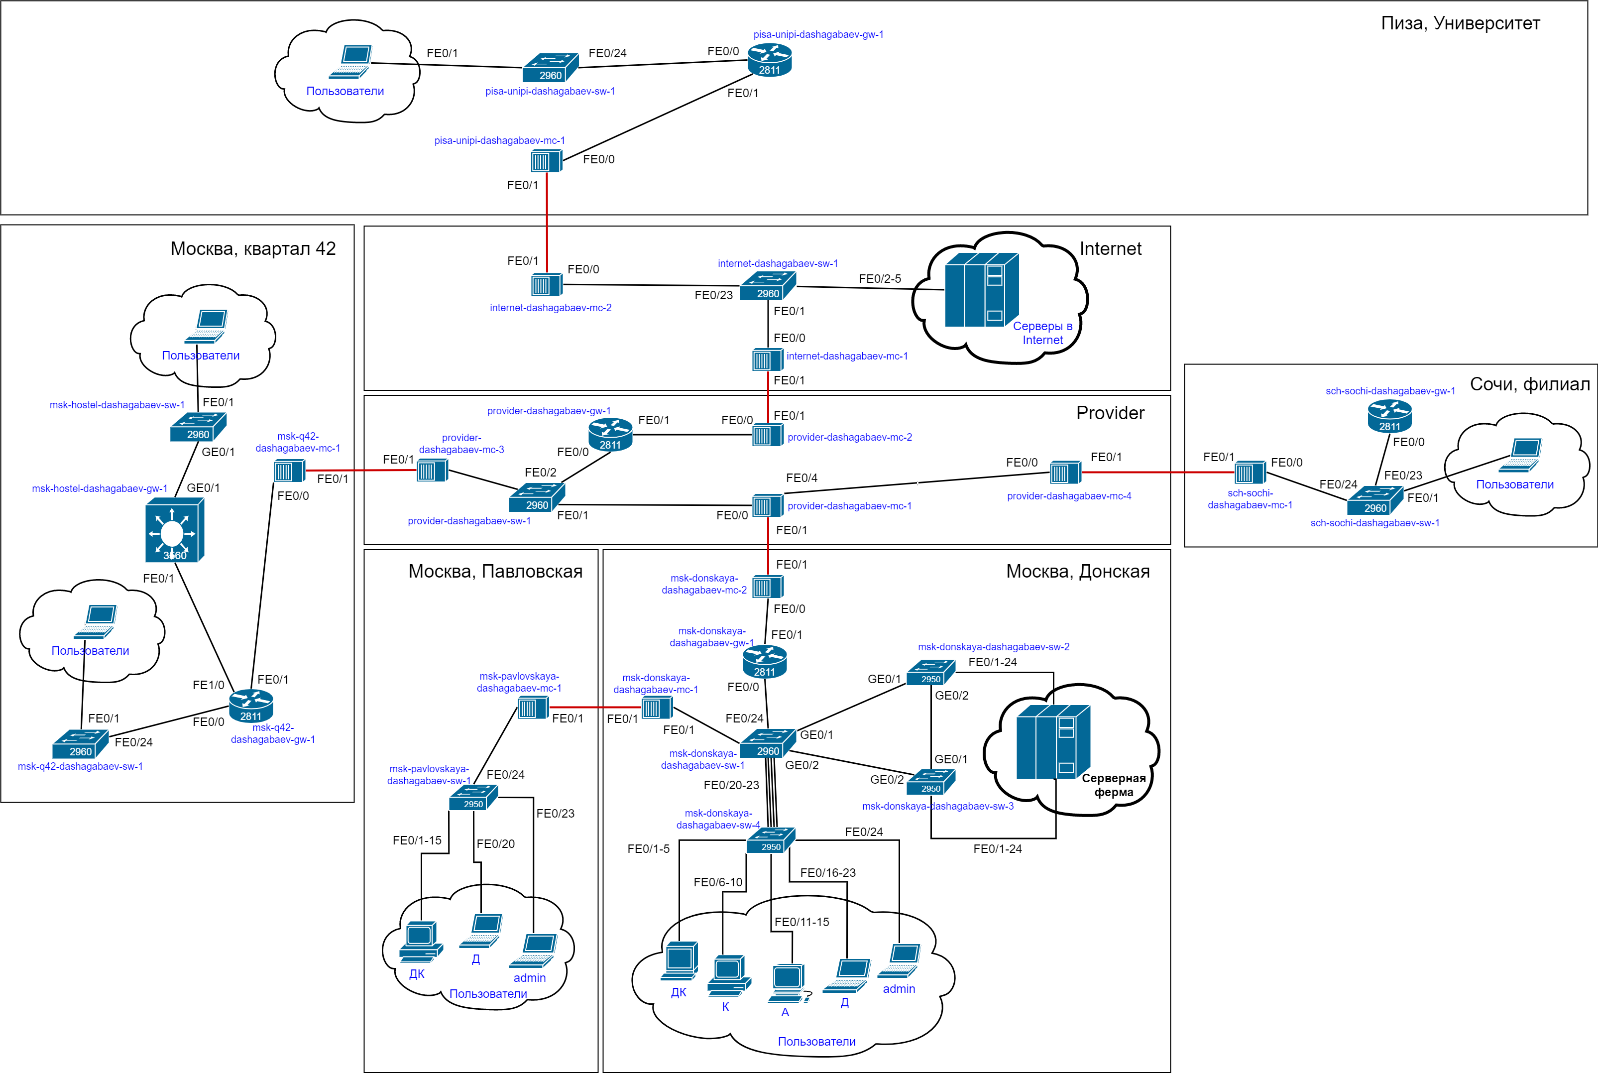 Пиза, Университет
pisa-unipi-dashagabaev-gw-1
FE0/1
FE0/24
FE0/0
2960
2811
Пользователи
pisa-unipi-dashagabaev-sw-1
FE0/1
pisa-unipi-dashagabaev-mc-1
FE0/0
FE0/1
Москва, квартал 42
Пользователи
msk-hostel-dashagabaev-sw-1
FE0/1
2960
GE0/1
msk-q42-
dashagabaev-mc-1
FE0/1
FE0/0
msk-hostel-dashagabaev-gw-1
GE0/1
3560
FE0/1
Пользователи
FE1/0
FE0/1
2811
FE0/0
msk-q42-
dashagabaev-gw-1
FE0/1
FE0/24
2960
msk-q42-dashagabaev-sw-1
Internet
FE0/1
FE0/0
internet-dashagabaev-mc-2
internet-dashagabaev-sw-1
FE0/23
2960
FE0/2-5
FE0/1
Серверы в
Internet
FE0/0
internet-dashagabaev-mc-1
FE0/1
Provider
provider-dashagabaev-gw-1
FE0/1
2811
FE0/0
FE0/0
FE0/1
provider-dashagabaev-mc-2
provider-
dashagabaev-mc-3
FE0/1
FE0/2
2960
FE0/1
provider-dashagabaev-sw-1
FE0/4
FE0/0
provider-dashagabaev-mc-1
FE0/1
FE0/0
FE0/1
provider-dashagabaev-mc-4
Сочи, филиал
sch-sochi-dashagabaev-gw-1
2811
FE0/0
FE0/1
FE0/0
sch-sochi-
dashagabaev-mc-1
FE0/24
FE0/23
FE0/1
2960
sch-sochi-dashagabaev-sw-1
Пользователи
Москва, Павловская
msk-pavlovskaya-
dashagabaev-mc-1
FE0/1
msk-pavlovskaya-
dashagabaev-sw-1
FE0/24
2950
FE0/23
FE0/1-15
FE0/20
ДК
Д
admin
Пользователи
Москва, Донская
FE0/1
msk-donskaya-
dashagabaev-mc-2
FE0/0
msk-donskaya-
dashagabaev-gw-1
FE0/1
2811
FE0/0
msk-donskaya-
dashagabaev-mc-1
FE0/1
FE0/1
FE0/24
2960
GE0/1
GE0/2
msk-donskaya-
dashagabaev-sw-1
FE0/20-23
msk-donskaya-dashagabaev-sw-2
FE0/1-24
GE0/1
2950
GE0/2
GE0/1
GE0/2
2950
msk-donskaya-dashagabaev-sw-3
FE0/1-24
Серверная
ферма
msk-donskaya-
dashagabaev-sw-4
2950
FE0/24
FE0/1-5
FE0/6-10
FE0/16-23
FE0/11-15
ДК
К
А
?
Д
admin
Пользователи